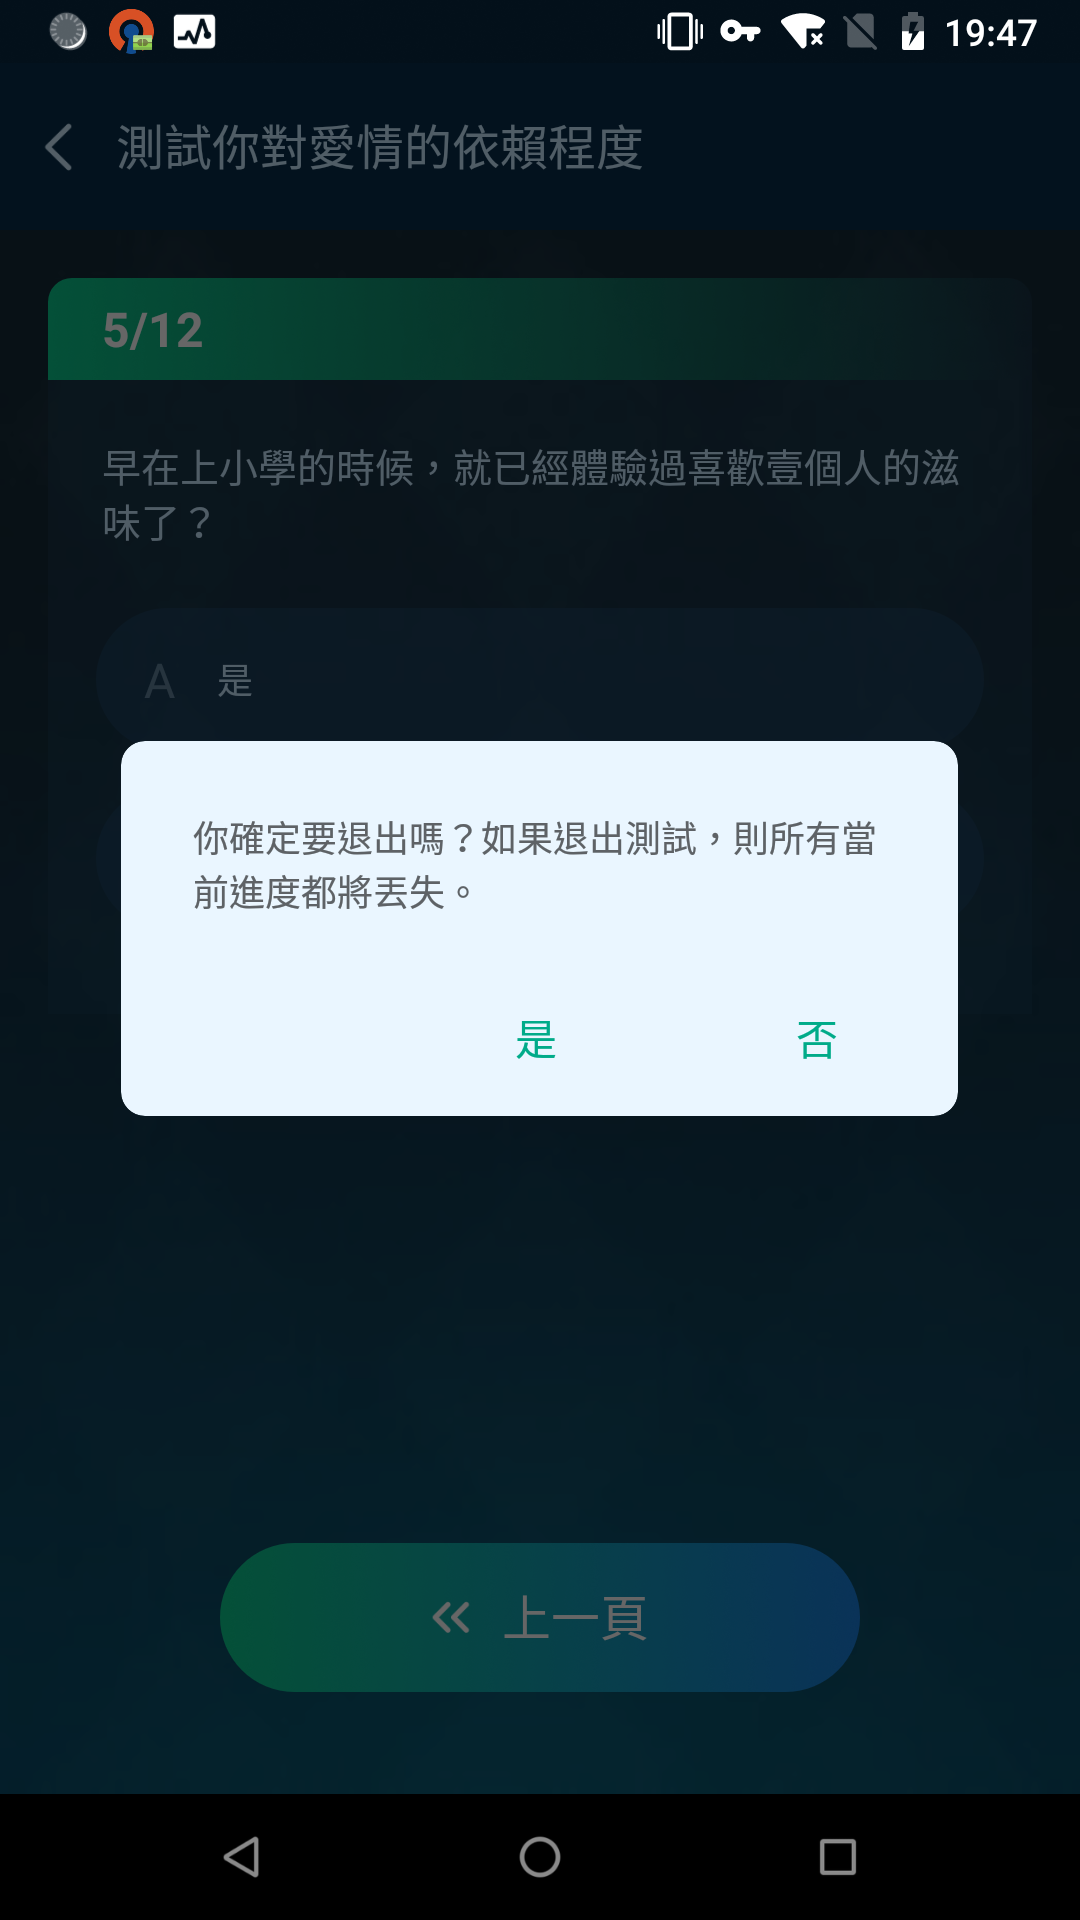 19:47
測試你對愛情的依賴程度
5/12
早在上小學的時候，就已經體驗過喜歡壹個人的滋
味了？
A 是
你確定要退出嗎？如果退出測試，則所有當
前進度都將丟失。
是 否
上一頁